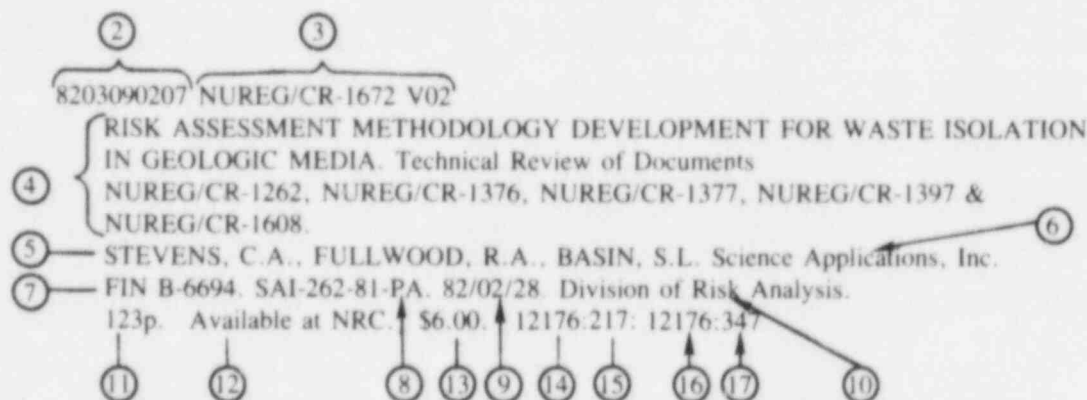 2 3
8203090207 NUREG/CR-1672 V02
RISK ASSESSMENT METHODOLOGY DEVELOPMENT FOR WASTE ISOLATION
IN GEOLOGIC MEDIA. Technical Review of Documents
4 NUREG/CR-1262, NUREG/CR-1376, NUREG/CR-1377, NUREG/CR-1397 &
NUREG/CR-1608.
6
5 STEVENS, C.A., FULLWOOD, R.A., BASIN, S.L. Science Applications, Inc.
7 FIN B-6694. SAI-262-81-PA. 82/02/28. Division of Risk Analysis.
123p. Available at NRC. $6.00. 12176:217: 12176:347
11 12 8 13 9 14 15 16 17 10